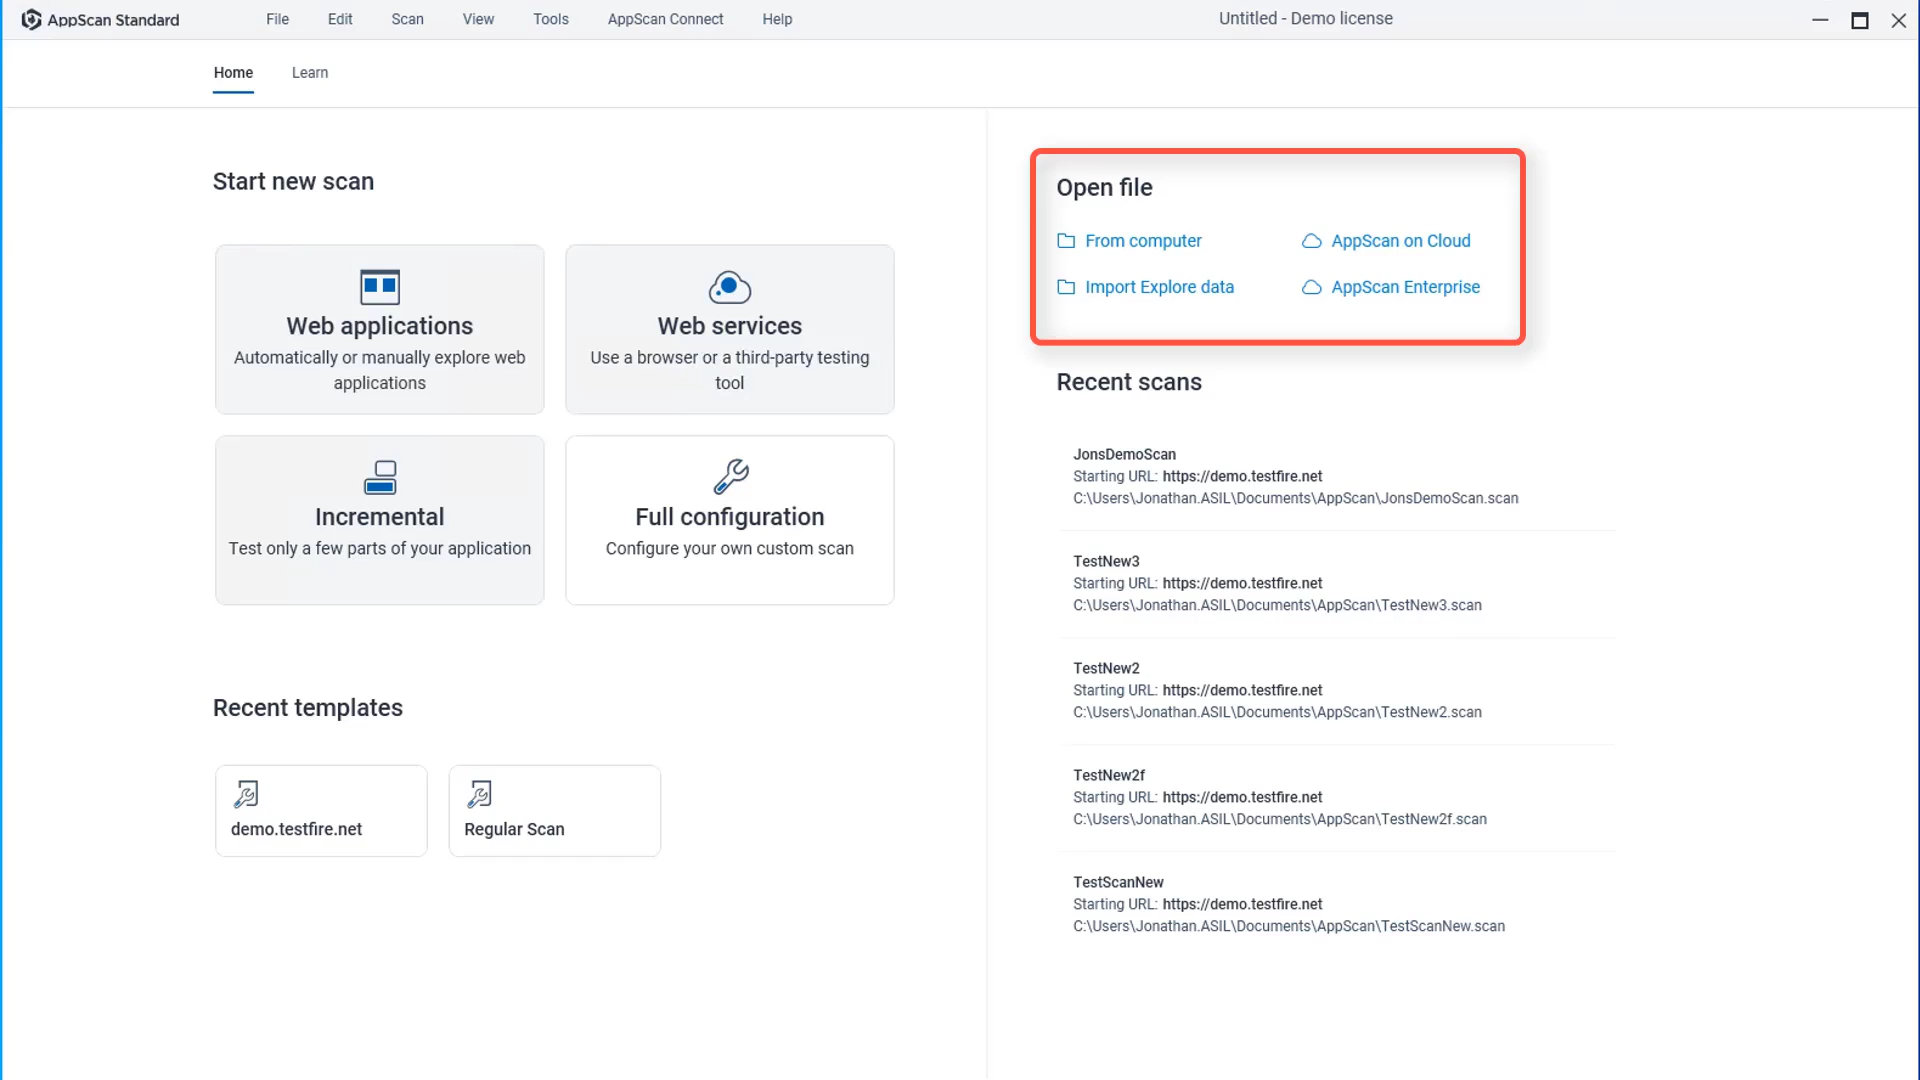 AppScan Standard
File
Edit
Scan
View
Tools
AppScan Connect
Help
Untitled - Demo license
Home
Learn
Start new scan
Web applications
Automatically or manually explore web
applications
Web services
Use a browser or a third-party testing
tool
Incremental
Test only a few parts of your application
Full configuration
Configure your own custom scan
Recent templates
demo.testfire.net
Regular Scan
Open file
From computer
AppScan on Cloud
Import Explore data
AppScan Enterprise
Recent scans
JonsDemoScan
Starting URL: https://demo.testfire.net
C:\Users\Jonathan.ASIL\Documents\AppScan\JonsDemoScan.scan
TestNew3
Starting URL: https://demo.testfire.net
C:\Users\Jonathan.ASIL\Documents\AppScan\TestNew3.scan
TestNew2
Starting URL: https://demo.testfire.net
C:\Users\Jonathan.ASIL\Documents\AppScan\TestNew2.scan
TestNew2f
Starting URL: https://demo.testfire.net
C:\Users\Jonathan.ASIL\Documents\AppScan\TestNew2f.scan
TestScanNew
Starting URL: https://demo.testfire.net
C:\Users\Jonathan.ASIL\Documents\AppScan\TestScanNew.scan